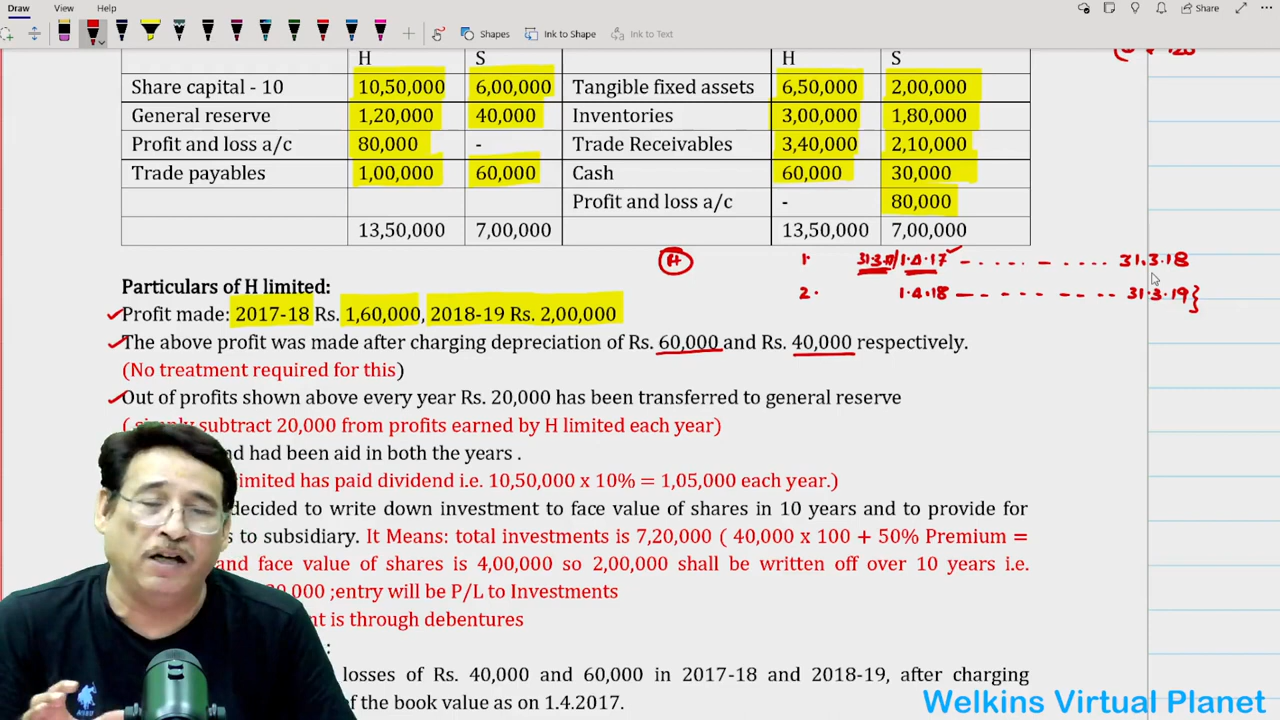 Draw View Help
Share
Shapes Ink to Shape Ink to Text
H S H S
Share capital - 10 10,50,000 6,00,000 Tangible fixed assets 6,50,000 2,00,000
General reserve 1,20,000 40,000 Inventories 3,00,000 1,80,000
Profit and loss a/c 80,000 - Trade Receivables 3,40,000 2,10,000
Trade payables 1,00,000 60,000 Cash 60,000 30,000
Profit and loss a/c - 80,000
13,50,000 7,00,000 13,50,000 7,00,000
H 1. 31.3.17/1.4.17 31.3.18
2. 1.4.18 31.3.19
Particulars of H limited:
Profit made: 2017-18 Rs. 1,60,000, 2018-19 Rs. 2,00,000
The above profit was made after charging depreciation of Rs. 60,000 and Rs. 40,000 respectively.
(No treatment required for this)
Out of profits shown above every year Rs. 20,000 has been transferred to general reserve
( simply subtract 20,000 from profits earned by H limited each year)
had been aid in both the years .
limited has paid dividend i.e. 10,50,000 x 10% = 1,05,000 each year.)
decided to write down investment to face value of shares in 10 years and to provide for
to subsidiary. It Means: total investments is 7,20,000 ( 40,000 x 100 + 50% Premium =
and face value of shares is 4,00,000 so 2,00,000 shall be written off over 10 years i.e.
;entry will be P/L to Investments
is through debentures
:
losses of Rs. 40,000 and 60,000 in 2017-18 and 2018-19, after charging
of the book value as on 1.4.2017.
Welkins Virtual Planet